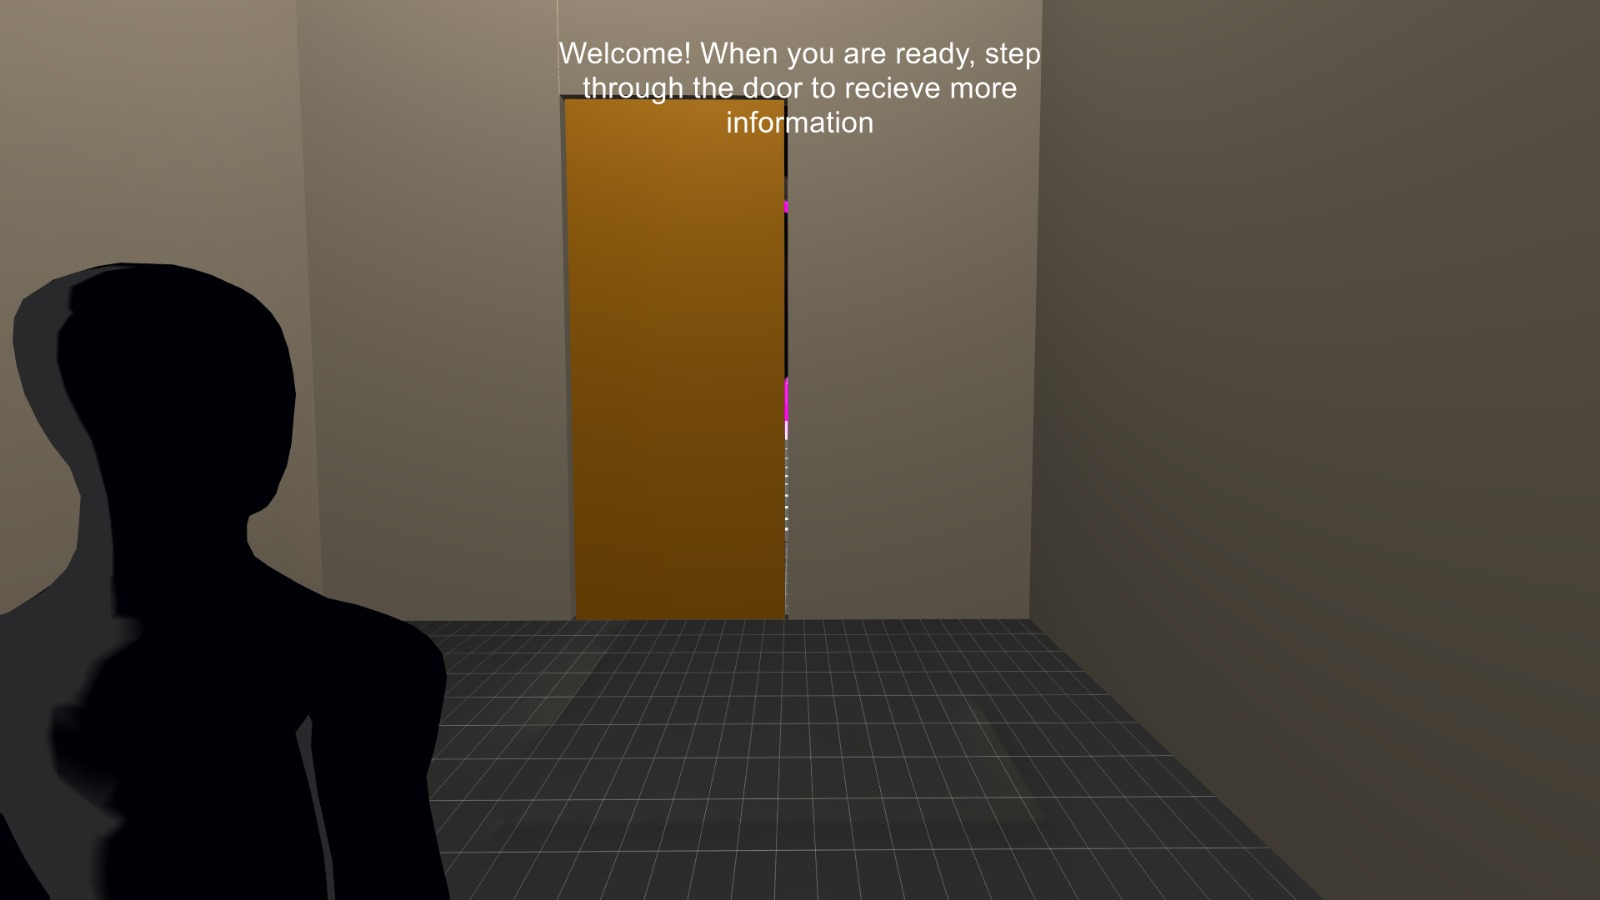 Welcome! When you are ready, step
through the door to recieve more
information